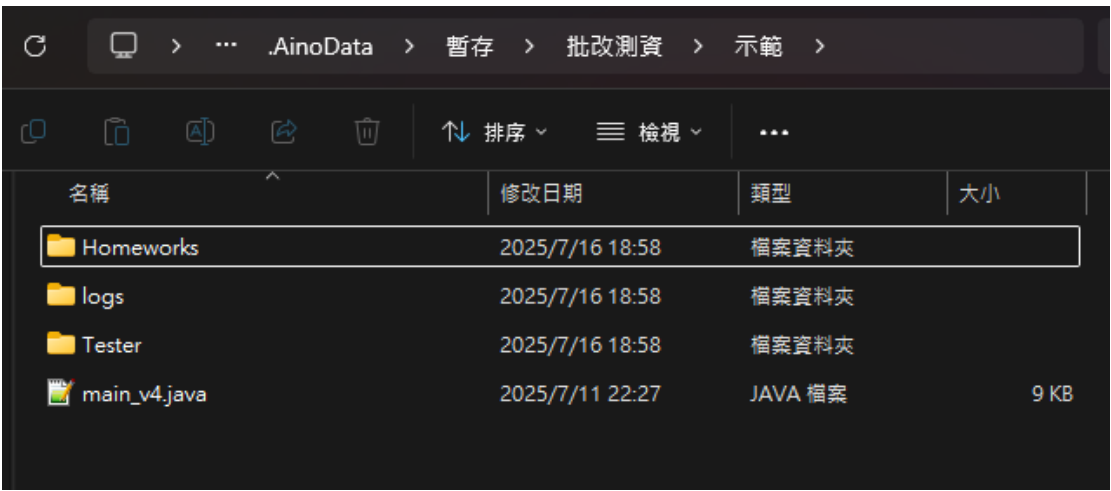 … .AinoData > 暫存 > 批改測資 > 示範 >
排序 檢視 …
名稱 修改日期 類型 大小
Homeworks 2025/7/16 18:58 檔案資料夾
logs 2025/7/16 18:58 檔案資料夾
Tester 2025/7/16 18:58 檔案資料夾
main_v4.java 2025/7/11 22:27 JAVA 檔案 9 KB